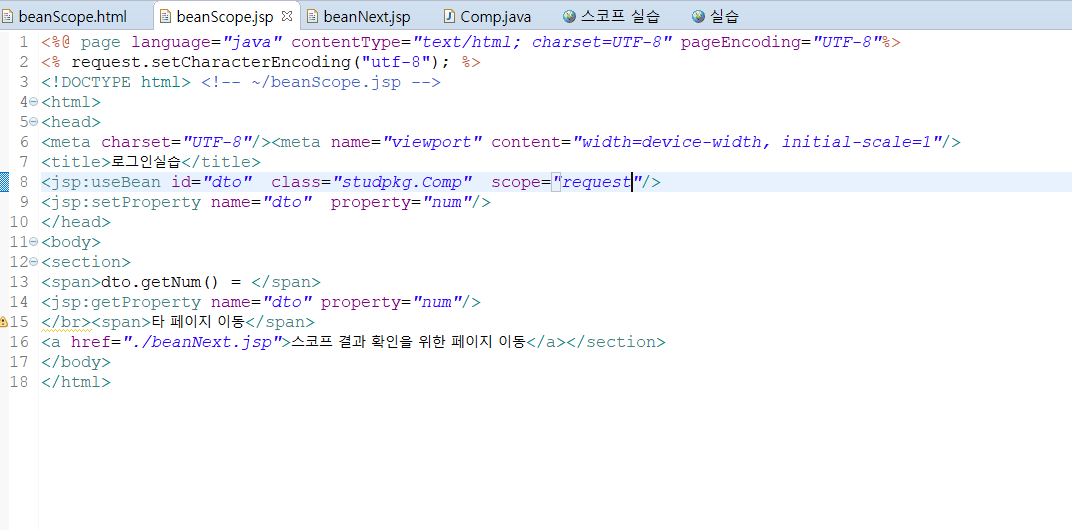 beanScope.html beanScope.jsp beanNext.jsp Comp.java 스코프 실습 실습
1 <%@ page language="java" contentType="text/html; charset=UTF-8" pageEncoding="UTF-8"%>
2 <% request.setCharacterEncoding("utf-8"); %>
3 <!DOCTYPE html> <!-- ~/beanScope.jsp -->
4 <html>
5 <head>
6 <meta charset="UTF-8"/><meta name="viewport" content="width=device-width, initial-scale=1"/>
7 <title>로그인실습</title>
8 <jsp:useBean id="dto"  class="studpkg.Comp"  scope="request"/>
9 <jsp:setProperty name="dto"  property="num"/>
10 </head>
11 <body>
12 <section>
13 <span>dto.getNum() = </span>
14 <jsp:getProperty name="dto" property="num"/>
15 </br><span>타 페이지 이동</span>
16 <a href="./beanNext.jsp">스코프 결과 확인을 위한 페이지 이동</a></section>
17 </body>
18 </html>